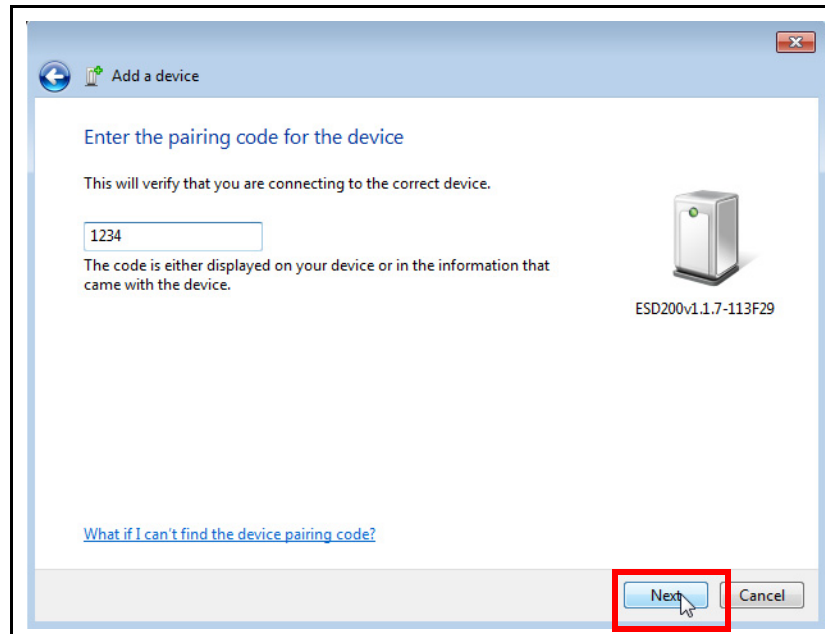 Add a device
Enter the pairing code for the device
This will verify that you are connecting to the correct device.
1234
The code is either displayed on your device or in the information that
came with the device.
ESD200v1.1.7-113F29
What if I can't find the device pairing code?
Next
Cancel